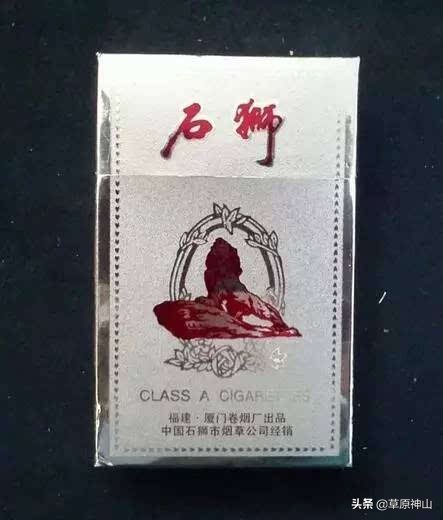 石狮
CLASS A CIGARETTES
福建·厦门卷烟厂出品
中国石狮市烟草公司经销
头条 @草原神山